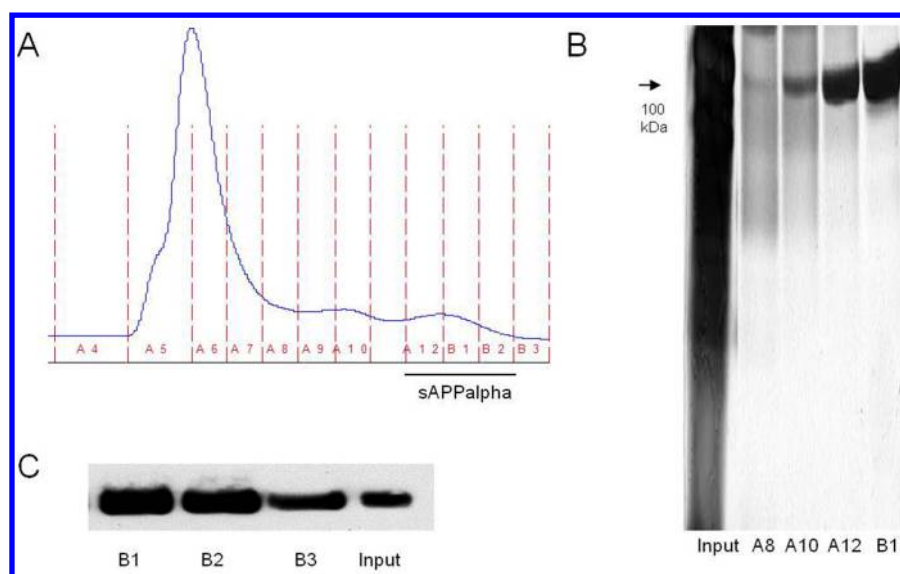 A
A 4 A 5 A 6 A 7 A 8 A 9 A 1 0 A 1 2 B 1 B 2 B 3
sAPPalpha
B
100
kDa
Input A8 A10 A12 B1
C
B1 B2 B3 Input